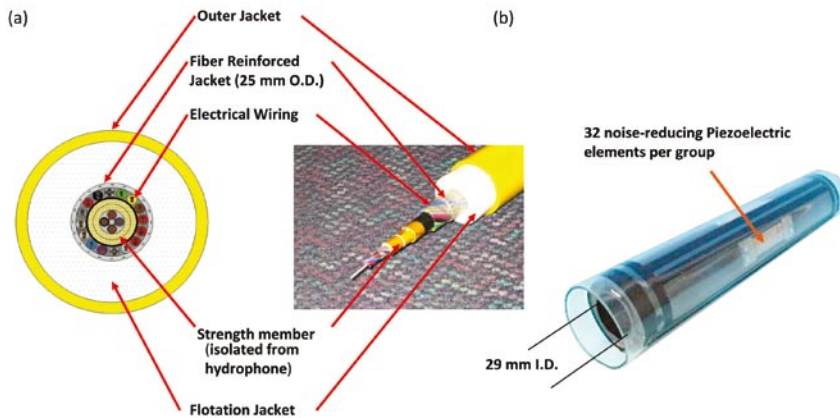 (a)
Outer Jacket
Fiber Reinforced
Jacket (25 mm O.D.)
Electrical Wiring
Strength member
(isolated from
hydrophone)
Flotation Jacket
(b)
32 noise-reducing Piezoelectric
elements per group
29 mm I.D.